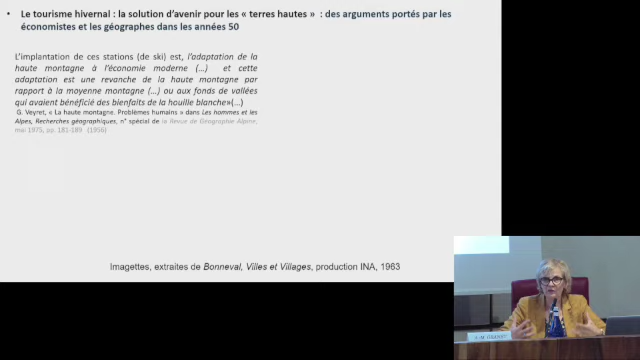 • Le tourisme hivernal : la solution d'avenir pour les « terres hautes » : des arguments portés par les
économistes et les géographes dans les années 50
L'implantation de ces stations (de ski) est, l'adaptation de la
haute montagne à l'économie moderne (...) et cette
adaptation est une revanche de la haute montagne par
rapport à la moyenne montagne (...) ou aux fonds de vallées
qui avaient bénéficié des bienfaits de la houille blanche»(...)
G. Veyret, « La haute montagne. Problèmes humains » dans Les hommes et les
Alpes, Recherches géographiques, n° spécial de la Revue de Géographie Alpine,
mai 1975, pp. 181-189 (1956)
Imagettes, extraites de Bonneval, Villes et Villages, production INA, 1963